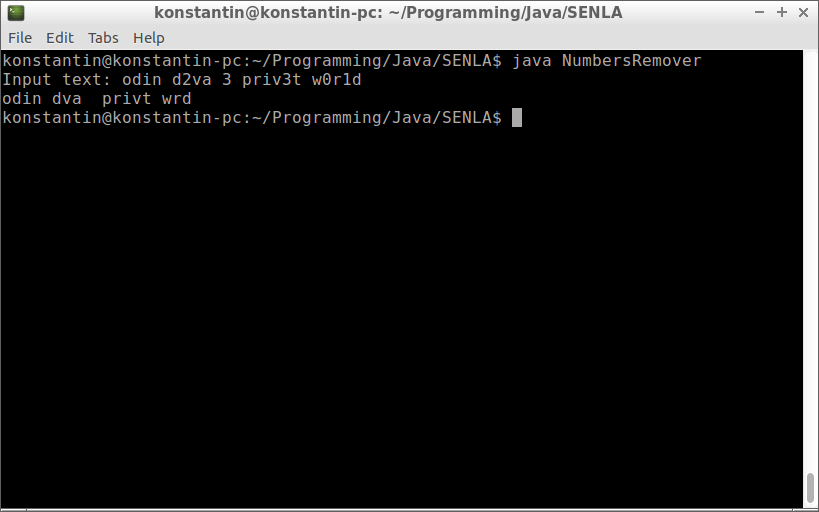 konstantin@konstantin-pc: ~/Programming/Java/SENLA
File Edit Tabs Help
konstantin@konstantin-pc:~/Programming/Java/SENLA$ java NumbersRemover
Input text: odin d2va 3 priv3t w0r1d
odin dva  privt wrd
konstantin@konstantin-pc:~/Programming/Java/SENLA$